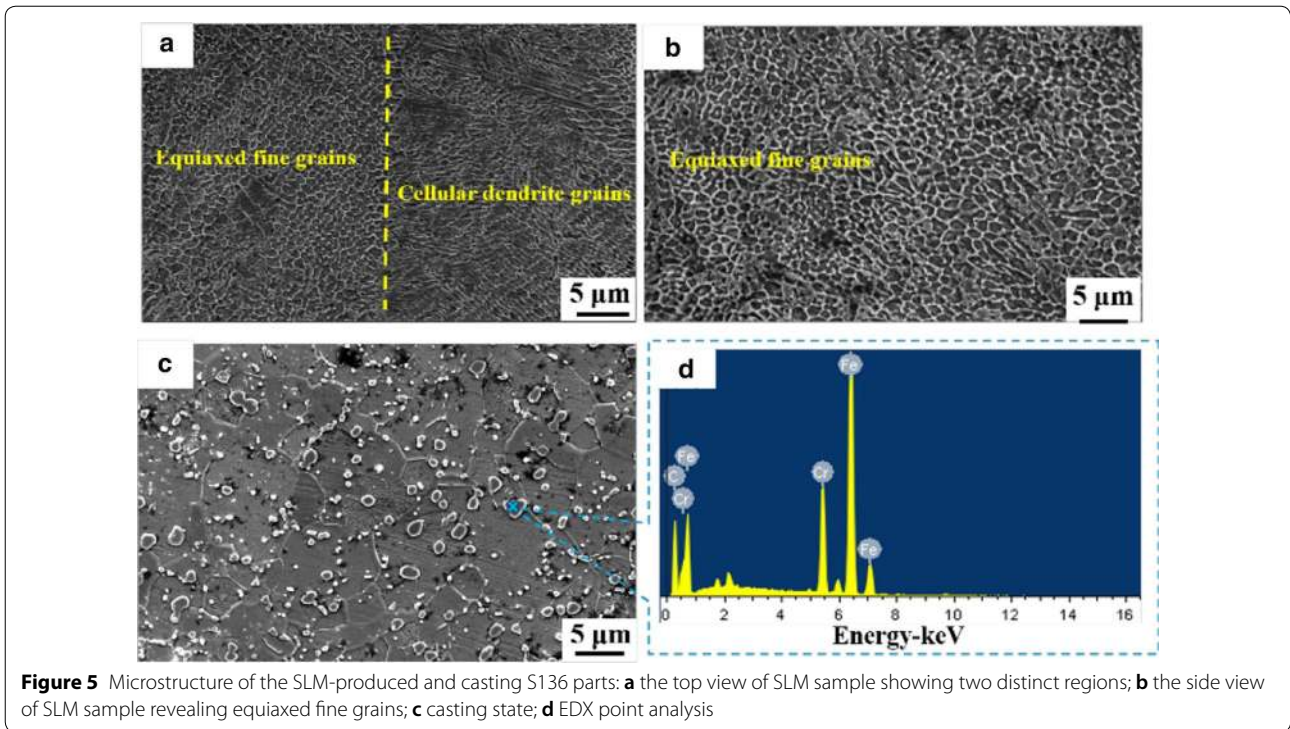 a
Equiaxed fine grains
Cellular dendrite grains
5 μm
b
Equiaxed fine grains
5 μm
c
5 μm
d
Fe
Fe
C
Cr
Cr
Fe
0 2 4 6 8 10 12 14 16
Energy-keV
Figure 5 Microstructure of the SLM-produced and casting S136 parts: a the top view of SLM sample showing two distinct regions; b the side view
of SLM sample revealing equiaxed fine grains; c casting state; d EDX point analysis